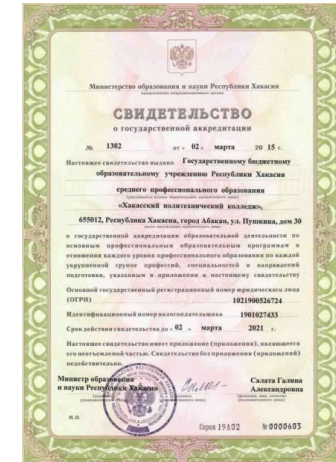 Министерство образования и науки Республики Хакасия
СВИДЕТЕЛЬСТВО
о государственной аккредитации
№ 1382 от « 02 » марта 20 15 г.
Настоящее свидетельство выдано Государственному бюджетному
образовательному учреждению Республики Хакасия
среднего профессионального образования
«Хакасский политехнический колледж»,
655012, Республика Хакасия, город Абакан, ул. Пушкина, дом 30
о государственной аккредитации образовательной деятельности по
основным профессиональным образовательным программам в
отношении каждого уровня профессионального образования по каждой
укрупненной группе профессий, специальностей и направлений
подготовки, указанным в приложении к настоящему свидетельству
Основной государственный регистрационный номер юридического лица
(ОГРН) 1021900526724
Идентификационный номер налогоплательщика 1901027433
Срок действия свидетельства до « 02 » марта 2021 г.
Настоящее свидетельство имеет приложение (приложения), являющееся
его неотъемлемой частью. Свидетельство без приложения (приложений)
недействительно.
Министр образования
и науки Республики Хакасия
Салата Галина
Александровна
М.П.
Серия 19А02 № 0000603